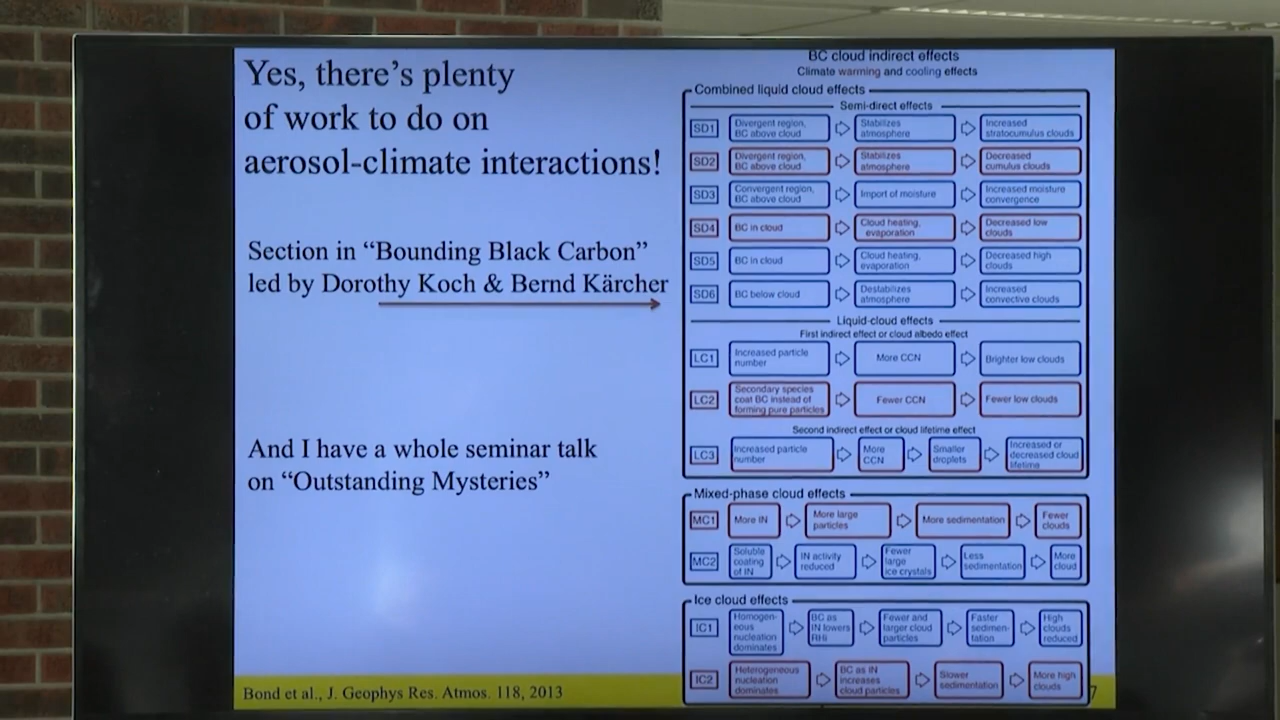 Yes, there's plenty
of work to do on
aerosol-climate interactions!
Section in "Bounding Black Carbon"
led by Dorothy Koch & Bernd Kärcher
And I have a whole seminar talk
on "Outstanding Mysteries"
Bond et al., J. Geophys Res. Atmos. 118, 2013
BC cloud indirect effects
Climate warming and cooling effects
Combined liquid cloud effects
Semi-direct effects
SD1
Divergent region,
BC above cloud
Stabilizes
atmosphere
Increased
stratocumulus clouds
SD2
Divergent region,
BC above cloud
Stabilizes
atmosphere
Decreased
cumulus clouds
SD3
Convergent region,
BC above cloud
Import of moisture
Increased moisture
convergence
SD4
BC in cloud
Cloud heating,
evaporation
Decreased low
clouds
SD5
BC in cloud
Cloud heating,
evaporation
Decreased high
clouds
SD6
BC below cloud
Destabilizes
atmosphere
Increased
convective clouds
Liquid-cloud effects
First indirect effect or cloud albedo effect
LC1
Increased particle
number
More CCN
Brighter low clouds
LC2
Secondary species
coat BC instead of
forming pure particles
Fewer CCN
Fewer low clouds
Second indirect effect or cloud lifetime effect
LC3
Increased particle
number
More
CCN
Smaller
droplets
Increased or
decreased cloud
lifetime
Mixed-phase cloud effects
MC1
More IN
More large
particles
More sedimentation
Fewer
clouds
MC2
Soluble
coating
of IN
IN activity
reduced
Fewer
large
ice crystals
Less
sedimentation
More
cloud
Ice cloud effects
IC1
Homogen-
eous
nucleation
dominates
BC as
IN lowers
RHi
Fewer and
larger cloud
particles
Faster
sedimen-
tation
High
clouds
reduced
IC2
Heterogeneous
nucleation
dominates
BC as IN
increases
cloud particles
Slower
sedimentation
More high
clouds
7